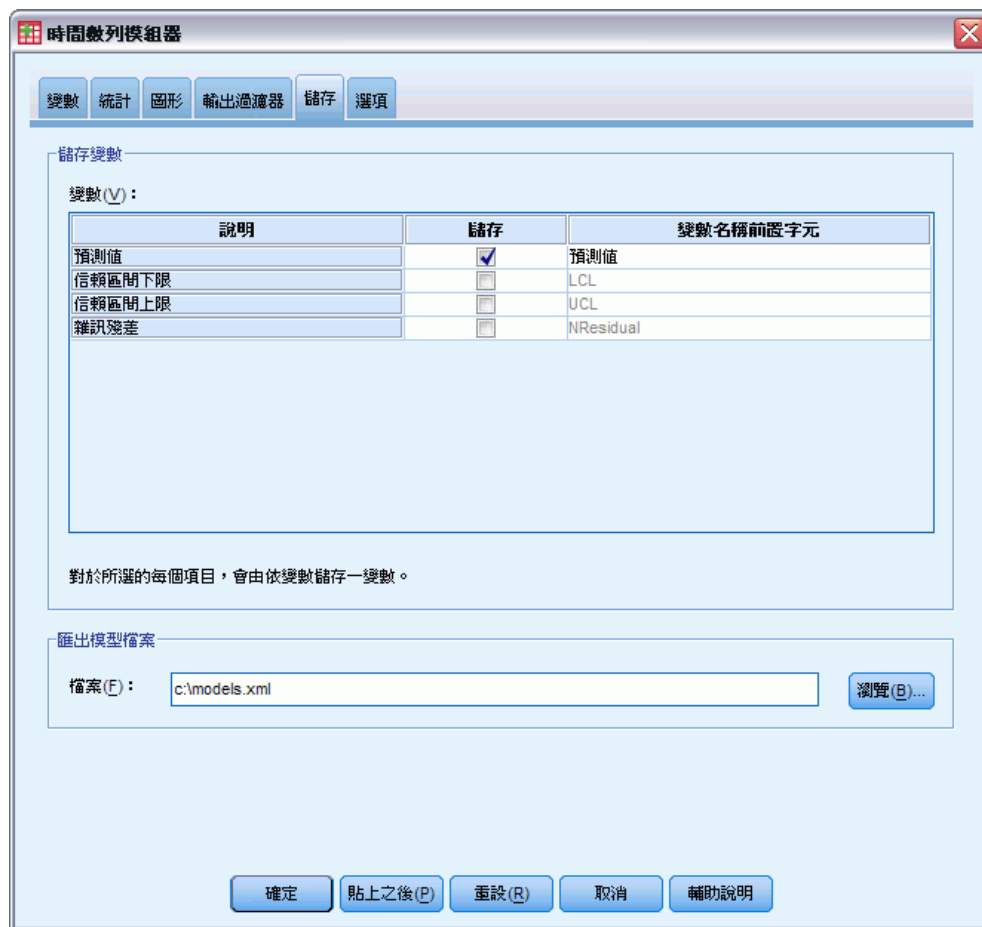 時間數列模組器
變數 統計 圖形 輸出過濾器 儲存 選項
儲存變數
變數(V)：
說明 儲存 變數名稱前置字元
預測值 預測值
信賴區間下限 LCL
信賴區間上限 UCL
雜訊殘差 NResidual
對於所選的每個項目，會由依變數儲存一變數。
匯出模型檔案
檔案(F)： c:\models.xml 瀏覽(B)...
確定 貼上之後(P) 重設(R) 取消 輔助說明